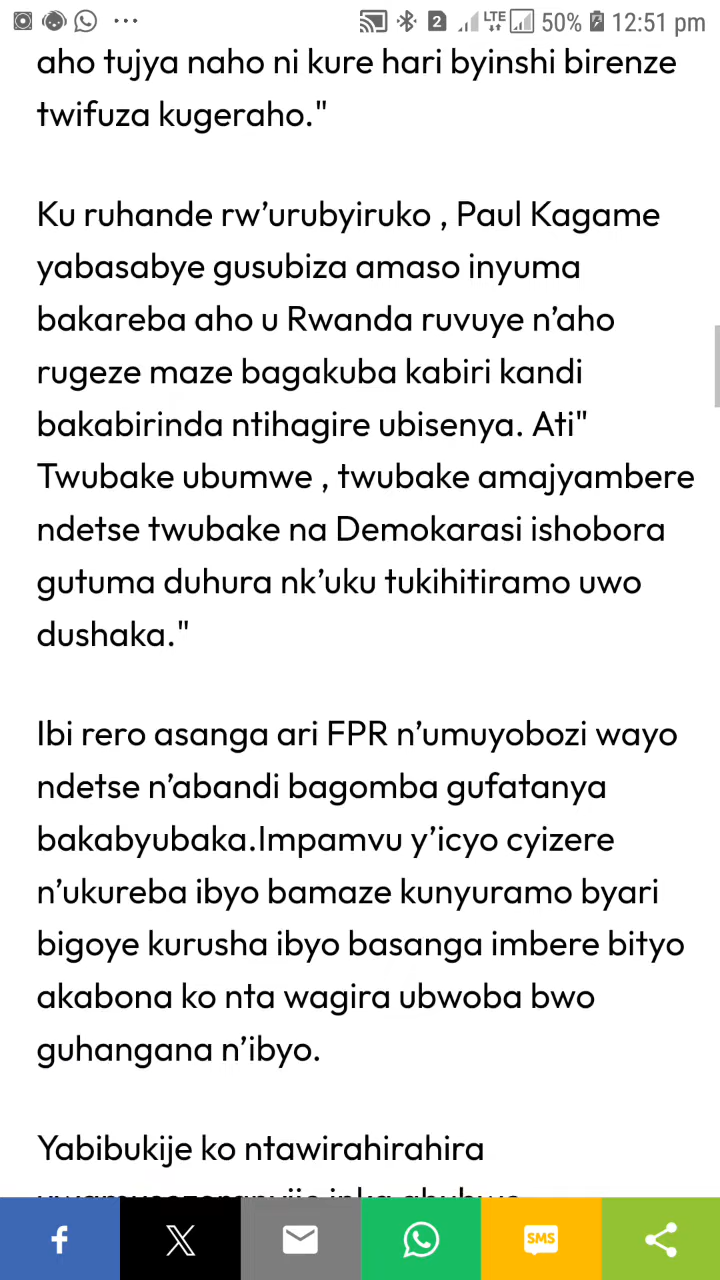 2 LTE 50% 12:51 pm
aho tujya naho ni kure hari byinshi birenze
twifuza kugeraho."
Ku ruhande rw’urubyiruko , Paul Kagame
yabasabye gusubiza amaso inyuma
bakareba aho u Rwanda ruvuye n’aho
rugeze maze bagakuba kabiri kandi
bakabirinda ntihagire ubisenya. Ati"
Twubake ubumwe , twubake amajyambere
ndetse twubake na Demokarasi ishobora
gutuma duhura nk’uku tukihitiramo uwo
dushaka."
Ibi rero asanga ari FPR n’umuyobozi wayo
ndetse n’abandi bagomba gufatanya
bakabyubaka.Impamvu y’icyo cyizere
n’ukureba ibyo bamaze kunyuramo byari
bigoye kurusha ibyo basanga imbere bityo
akabona ko nta wagira ubwoba bwo
guhangana n’ibyo.
Yabibukije ko ntawirahirahira
SMS